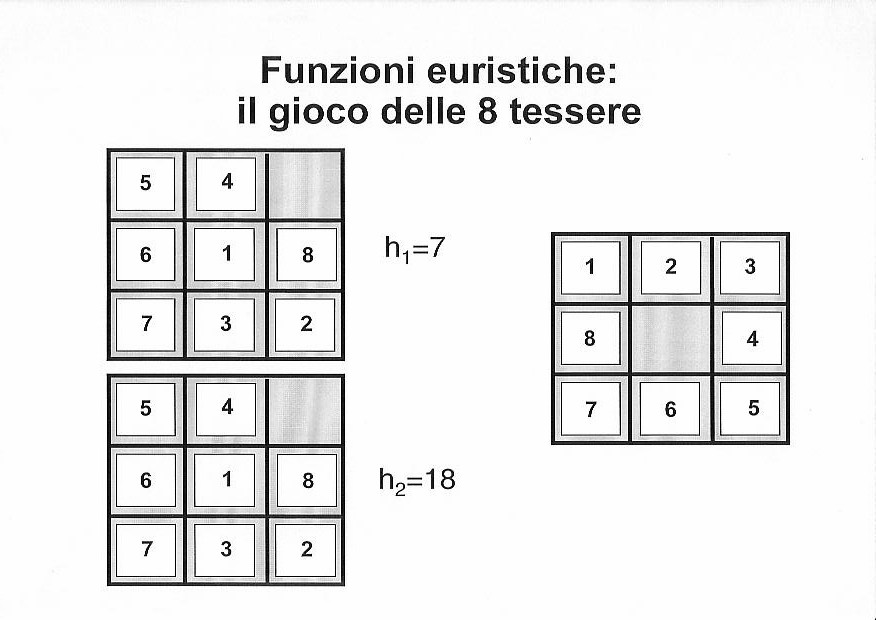 Funzioni euristiche:
il gioco delle 8 tessere
5 4
6 1 8
7 3 2
h₁=7
5 4
6 1 8
7 3 2
h₂=18
1 2 3
8 4
7 6 5